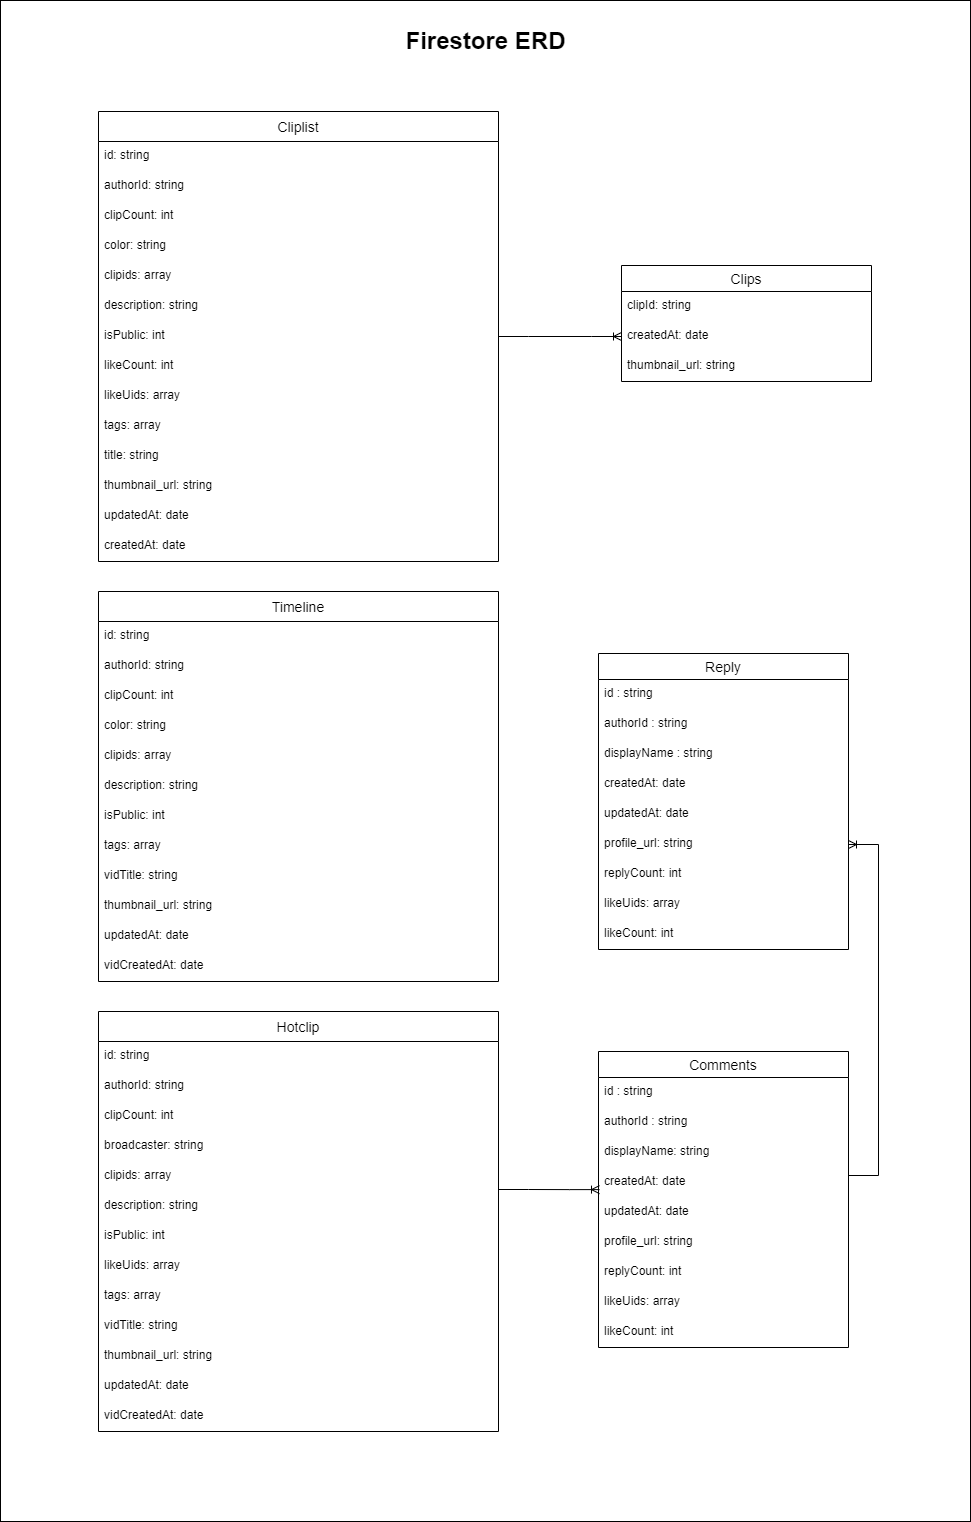 Firestore ERD
Cliplist
id: string
authorId: string
clipCount: int
color: string
clipids: array
description: string
isPublic: int
likeCount: int
likeUids: array
tags: array
title: string
thumbnail_url: string
updatedAt: date
createdAt: date
Clips
clipId: string
createdAt: date
thumbnail_url: string
Timeline
id: string
authorId: string
clipCount: int
color: string
clipids: array
description: string
isPublic: int
tags: array
vidTitle: string
thumbnail_url: string
updatedAt: date
vidCreatedAt: date
Reply
id : string
authorId : string
displayName : string
createdAt: date
updatedAt: date
profile_url: string
replyCount: int
likeUids: array
likeCount: int
Hotclip
id: string
authorId: string
clipCount: int
broadcaster: string
clipids: array
description: string
isPublic: int
likeUids: array
tags: array
vidTitle: string
thumbnail_url: string
updatedAt: date
vidCreatedAt: date
Comments
id : string
authorId : string
displayName: string
createdAt: date
updatedAt: date
profile_url: string
replyCount: int
likeUids: array
likeCount: int